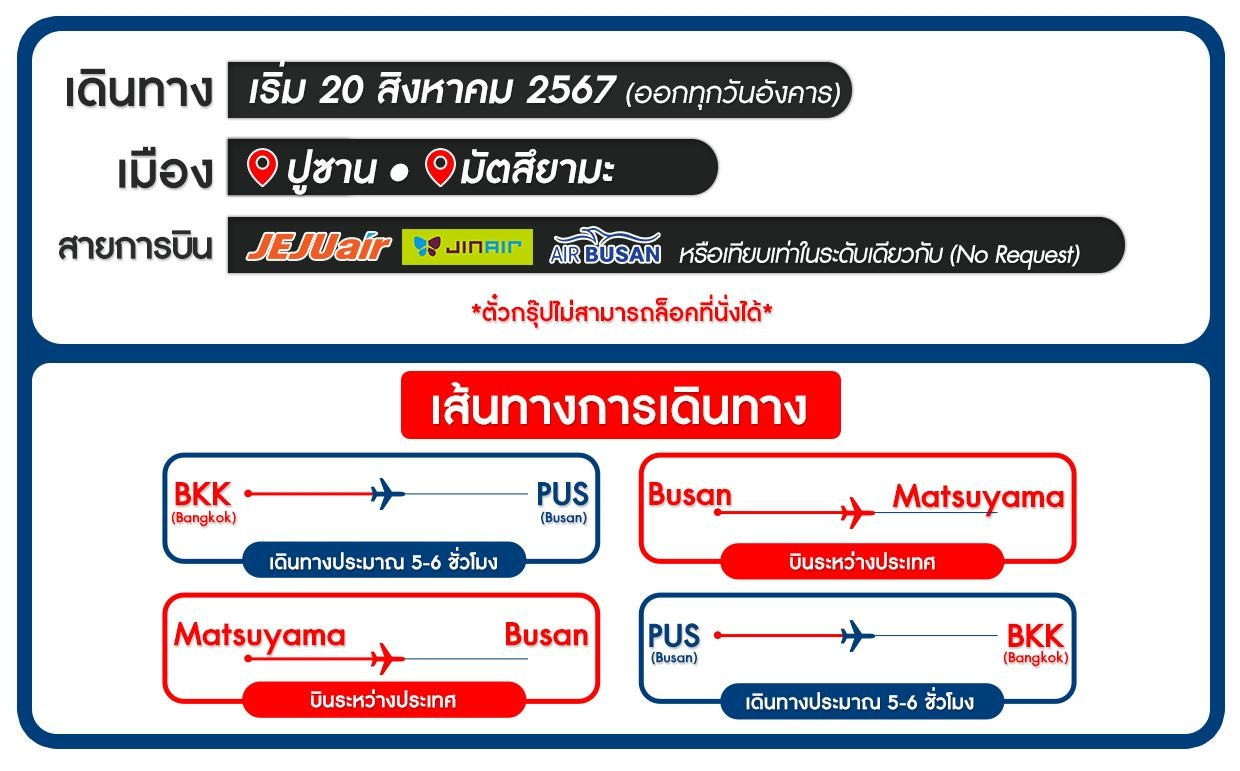 เดินทาง เริ่ม 20 สิงหาคม 2567 (ออกทุกวันอังคาร)
เมือง ปูซาน • มัตสึยามะ
สายการบิน JEJUair JINAIR AIR BUSAN หรือเทียบเท่าในระดับเดียวกับ (No Request)
*ตั๋วกรุ๊ปไม่สามารถล็อคที่นั่งได้*
เส้นทางการเดินทาง
BKK PUS
(Bangkok) (Busan)
เดินทางประมาณ 5-6 ชั่วโมง
Busan Matsuyama
บินระหว่างประเทศ
Matsuyama Busan
บินระหว่างประเทศ
PUS BKK
(Busan) (Bangkok)
เดินทางประมาณ 5-6 ชั่วโมง